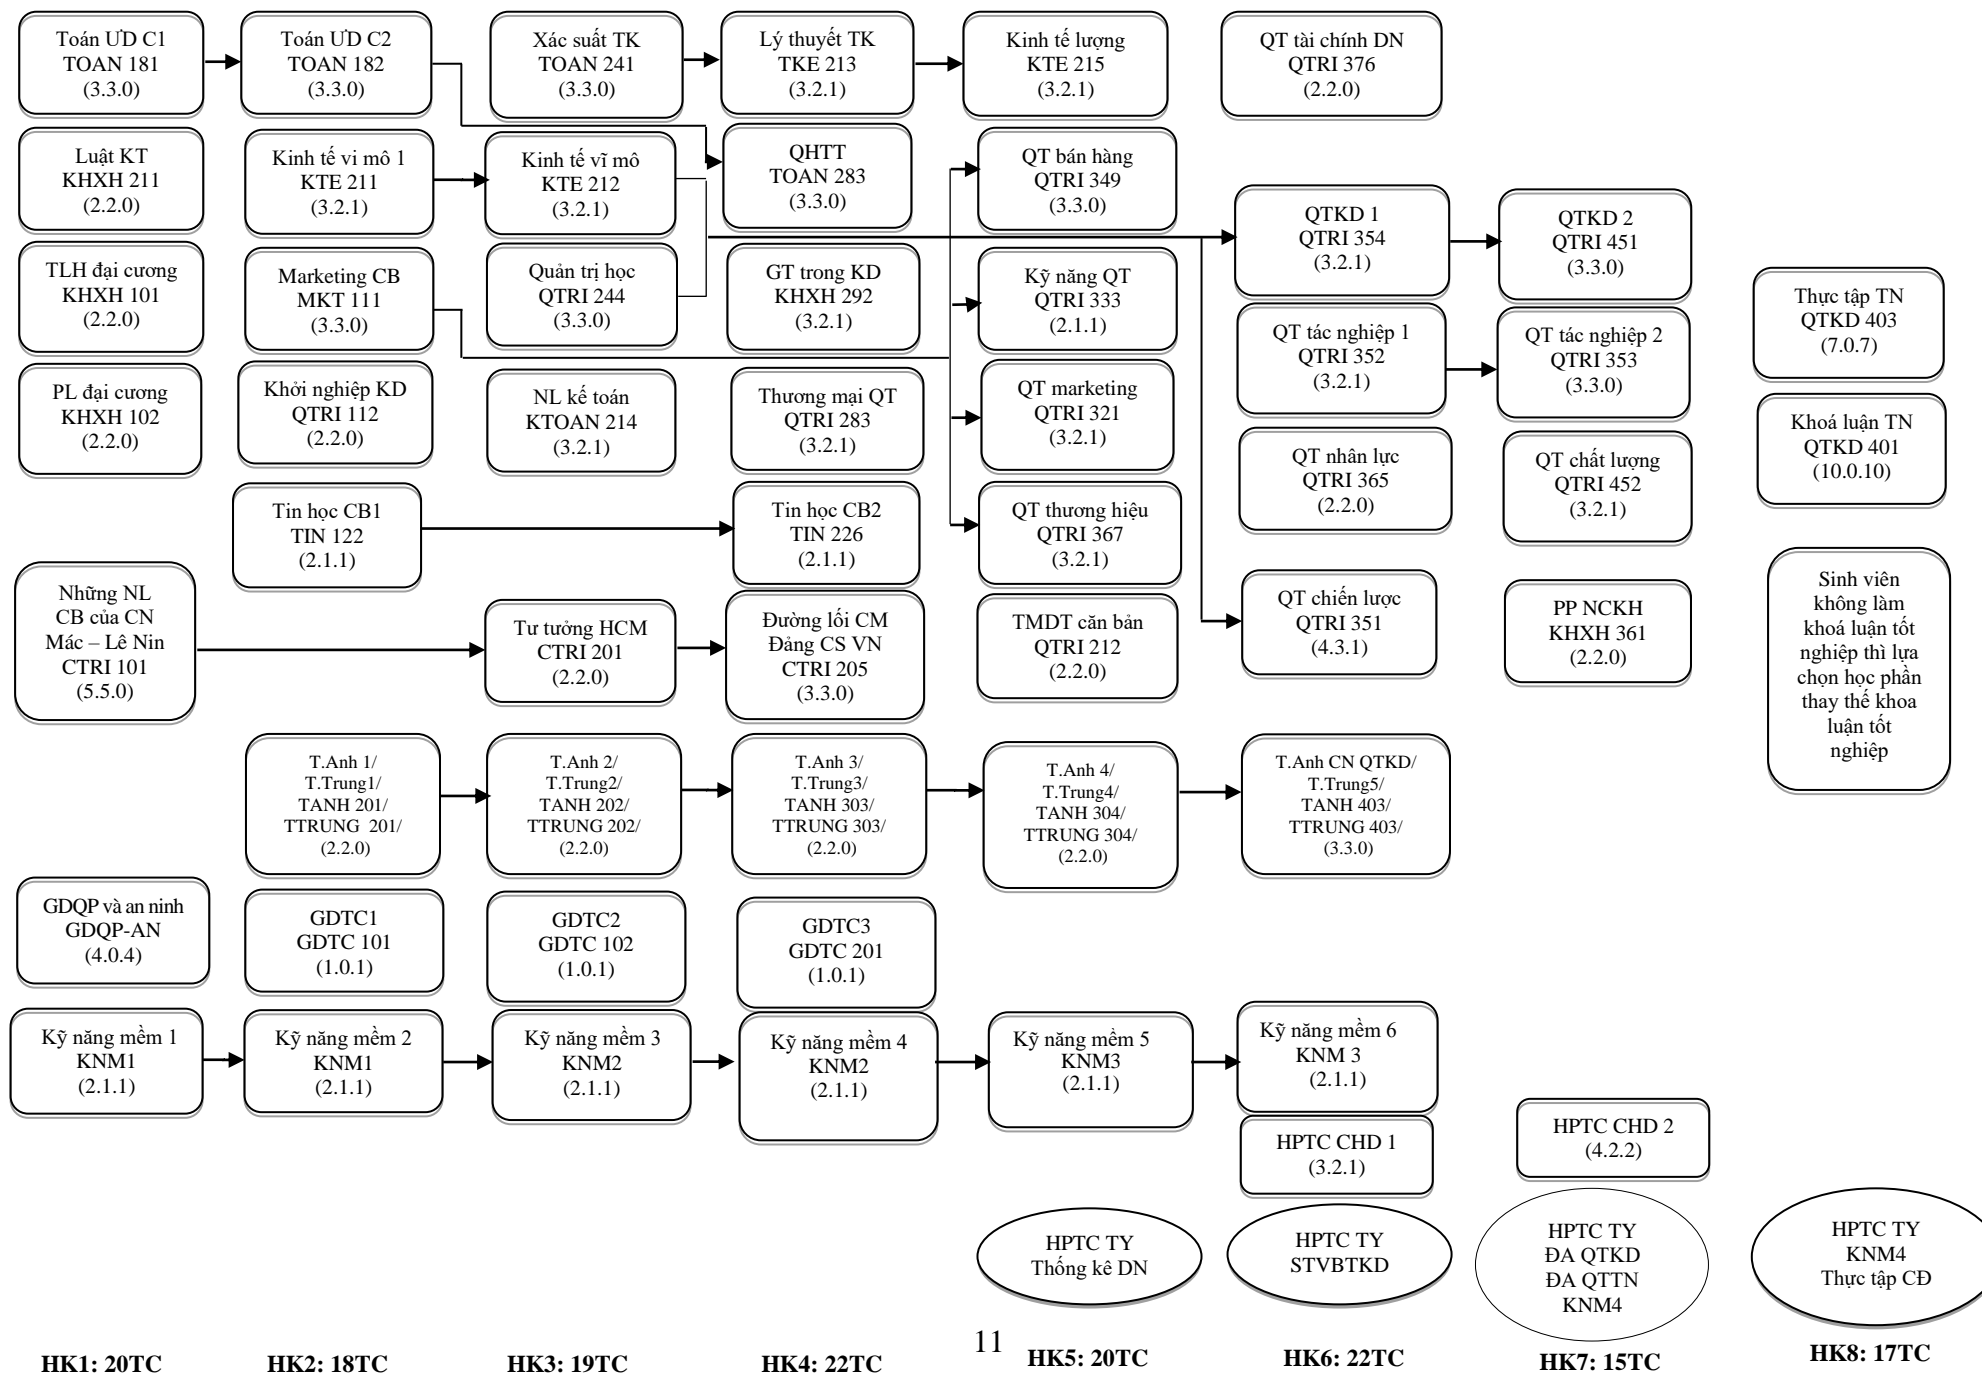 Toán ƯD C1
TOAN 181
(3.3.0)
Toán ƯD C2
TOAN 182
(3.3.0)
Xác suất TK
TOAN 241
(3.3.0)
Lý thuyết TK
TKE 213
(3.2.1)
Kinh tế lượng
KTE 215
(3.2.1)
QT tài chính DN
QTRI 376
(2.2.0)
Luật KT
KHXH 211
(2.2.0)
Kinh tế vi mô 1
KTE 211
(3.2.1)
Kinh tế vĩ mô
KTE 212
(3.2.1)
QHTT
TOAN 283
(3.3.0)
QT bán hàng
QTRI 349
(3.3.0)
QTKD 1
QTRI 354
(3.2.1)
QTKD 2
QTRI 451
(3.3.0)
TLH đại cương
KHXH 101
(2.2.0)
Marketing CB
MKT 111
(3.3.0)
Quản trị học
QTRI 244
(3.3.0)
GT trong KD
KHXH 292
(3.2.1)
Kỹ năng QT
QTRI 333
(2.1.1)
QT tác nghiệp 1
QTRI 352
(3.2.1)
QT tác nghiệp 2
QTRI 353
(3.3.0)
Thực tập TN
QTKD 403
(7.0.7)
PL đại cương
KHXH 102
(2.2.0)
Khởi nghiệp KD
QTRI 112
(2.2.0)
NL kế toán
KTOAN 214
(3.2.1)
Thương mại QT
QTRI 283
(3.2.1)
QT marketing
QTRI 321
(3.2.1)
QT nhân lực
QTRI 365
(2.2.0)
QT chất lượng
QTRI 452
(3.2.1)
Khoá luận TN
QTKD 401
(10.0.10)
Tin học CB1
TIN 122
(2.1.1)
Tin học CB2
TIN 226
(2.1.1)
QT thương hiệu
QTRI 367
(3.2.1)
Những NL
CB của CN
Mác – Lê Nin
CTRI 101
(5.5.0)
Tư tưởng HCM
CTRI 201
(2.2.0)
Đường lối CM
Đảng CS VN
CTRI 205
(3.3.0)
TMDT căn bản
QTRI 212
(2.2.0)
QT chiến lược
QTRI 351
(4.3.1)
PP NCKH
KHXH 361
(2.2.0)
Sinh viên
không làm
khoá luận tốt
nghiệp thì lựa
chọn học phần
thay thế khoa
luận tốt
nghiệp
T.Anh 1/
T.Trung1/
TANH 201/
TTRUNG 201/
(2.2.0)
T.Anh 2/
T.Trung2/
TANH 202/
TTRUNG 202/
(2.2.0)
T.Anh 3/
T.Trung3/
TANH 303/
TTRUNG 303/
(2.2.0)
T.Anh 4/
T.Trung4/
TANH 304/
TTRUNG 304/
(2.2.0)
T.Anh CN QTKD/
T.Trung5/
TANH 403/
TTRUNG 403/
(3.3.0)
GDQP và an ninh
GDQP-AN
(4.0.4)
GDTC1
GDTC 101
(1.0.1)
GDTC2
GDTC 102
(1.0.1)
GDTC3
GDTC 201
(1.0.1)
Kỹ năng mềm 1
KNM1
(2.1.1)
Kỹ năng mềm 2
KNM1
(2.1.1)
Kỹ năng mềm 3
KNM2
(2.1.1)
Kỹ năng mềm 4
KNM2
(2.1.1)
Kỹ năng mềm 5
KNM3
(2.1.1)
Kỹ năng mềm 6
KNM 3
(2.1.1)
HPTC CHD 1
(3.2.1)
HPTC CHD 2
(4.2.2)
HPTC TY
Thống kê DN
HPTC TY
STVBTKD
HPTC TY
ĐA QTKD
ĐA QTTN
KNM4
HPTC TY
KNM4
Thực tập CĐ
11
HK1: 20TC
HK2: 18TC
HK3: 19TC
HK4: 22TC
HK5: 20TC
HK6: 22TC
HK7: 15TC
HK8: 17TC